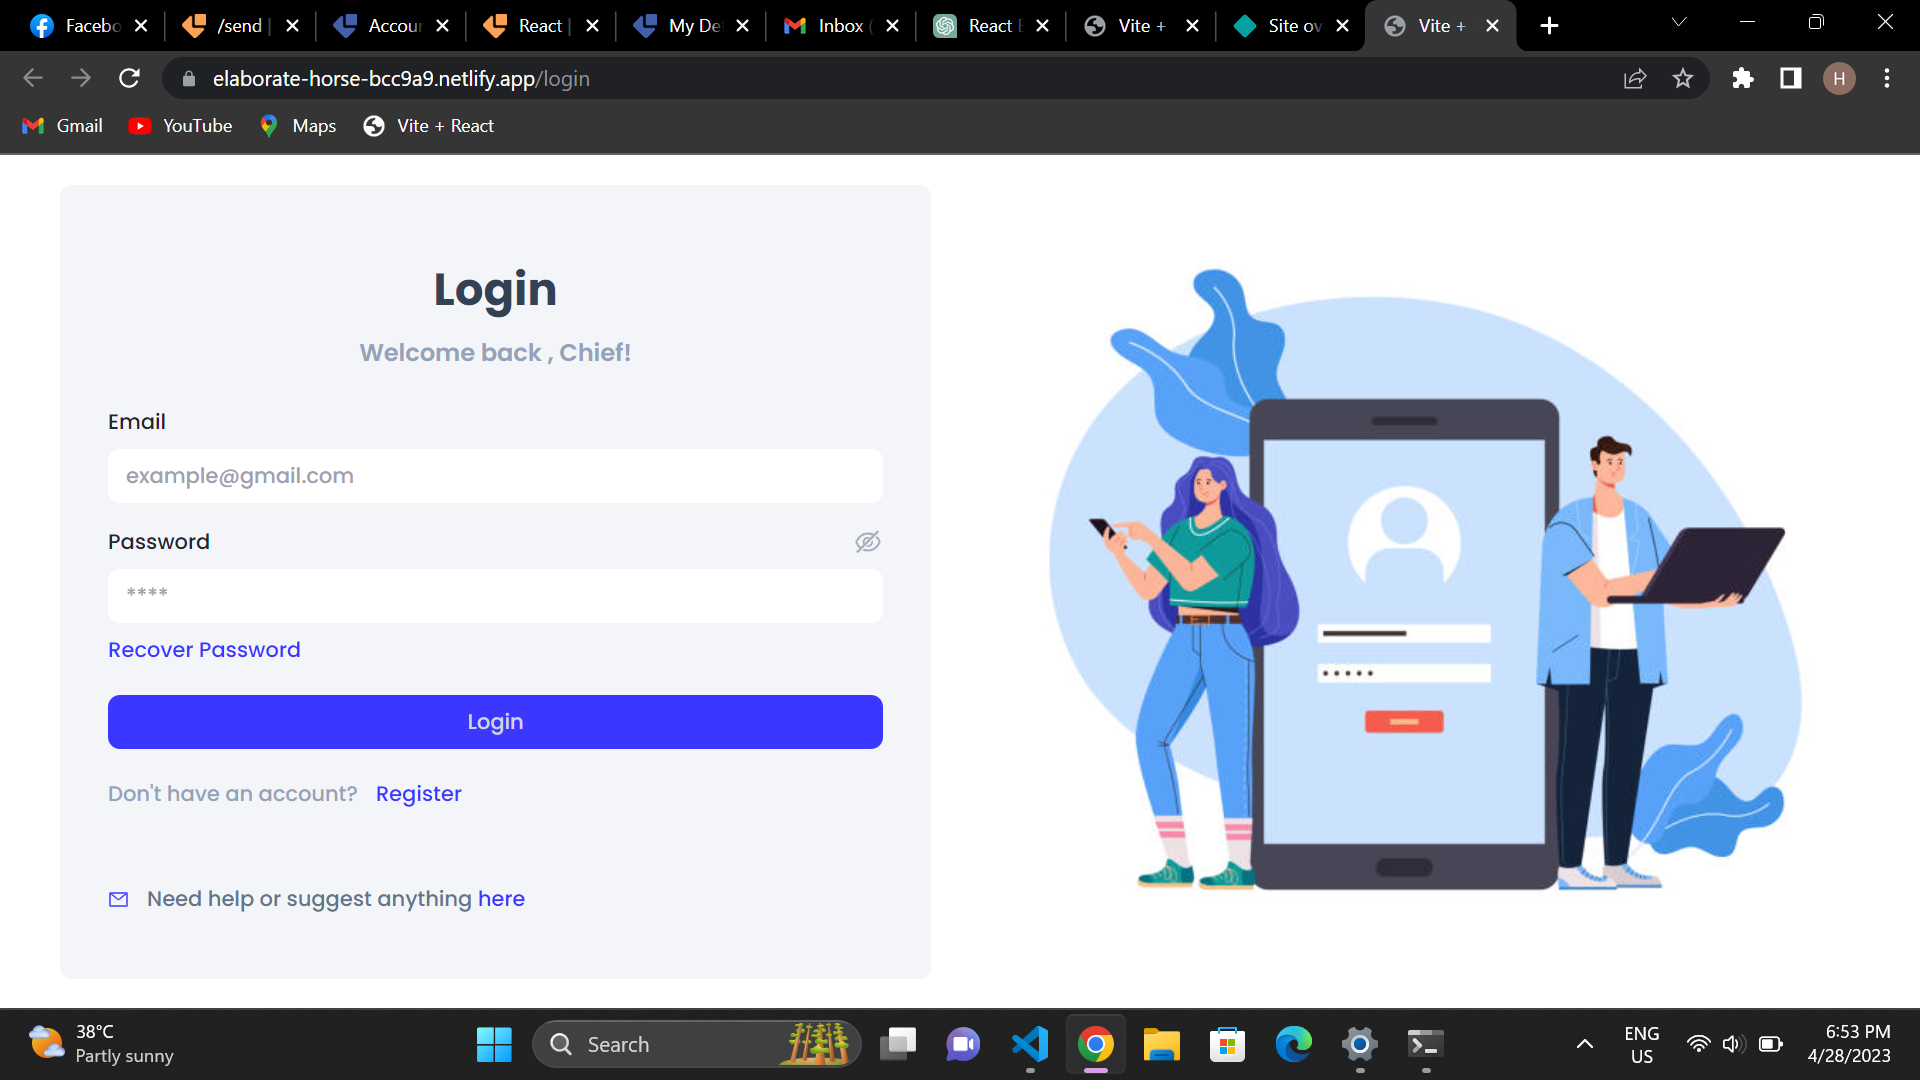 Facebo
/send |
Accour
React |
My De
Inbox (
React E
Vite +
Site ov
Vite +
elaborate-horse-bcc9a9.netlify.app/login
H
Gmail
YouTube
Maps
Vite + React
Login
Welcome back , Chief!
Email
example@gmail.com
Password
****
Recover Password
Login
Don't have an account? Register
Need help or suggest anything here
38°C
Partly sunny
Search
ENG
US
6:53 PM
4/28/2023